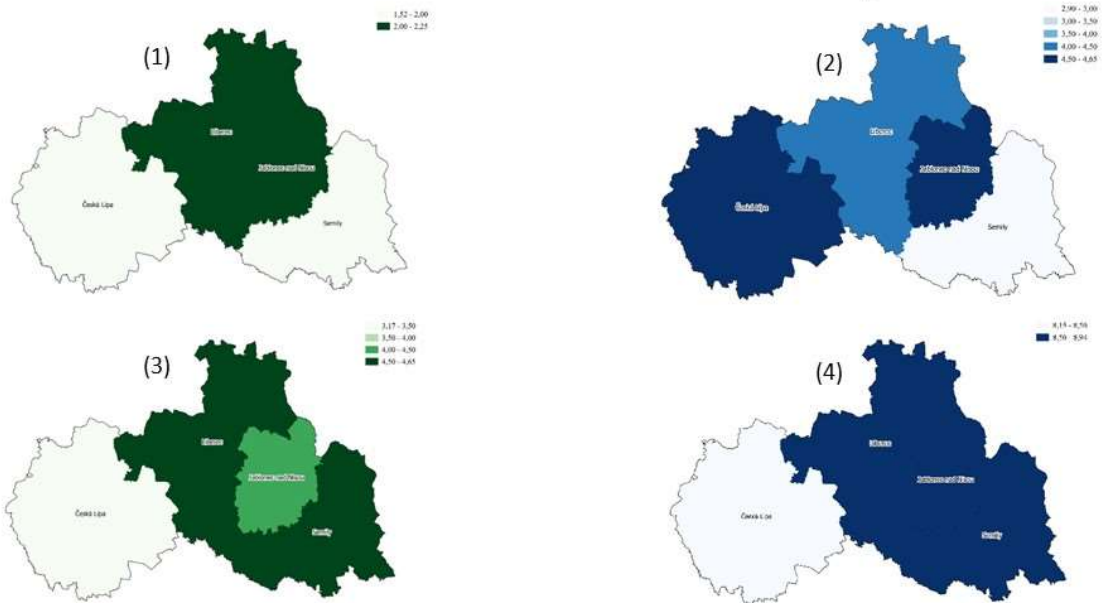 (1)
1,52 - 2,00
2,00 - 2,25
Liberec
Jablonec nad Nisou
Česká Lípa
Semily
(2)
2,90 - 3,00
3,00 - 3,50
3,50 - 4,00
4,00 - 4,50
4,50 - 4,65
Liberec
Jablonec nad Nisou
Česká Lípa
Semily
(3)
3,17 - 3,50
3,50 - 4,00
4,00 - 4,50
4,50 - 4,65
Liberec
Jablonec nad Nisou
Česká Lípa
Semily
(4)
8,15 - 8,50
8,50 - 8,94
Liberec
Jablonec nad Nisou
Česká Lípa
Semily